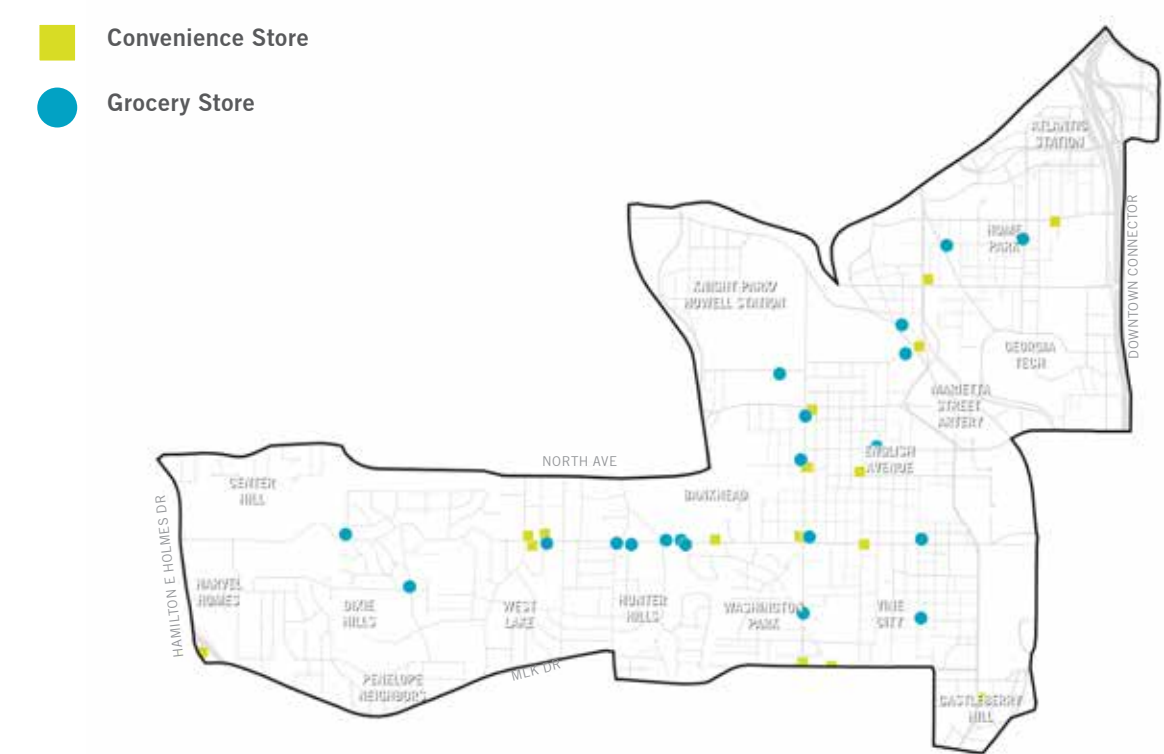 Convenience Store
Grocery Store
ATLANTIC
STATION
DOWNTOWN CONNECTOR
HOME
PARK
KNIGHT PARK/
HOWELL STATION
GEORGIA
TECH
MARIETTA
STREET
ARTERY
NORTH AVE
ENGLISH
AVENUE
CENTER
HILL
BANKHEAD
HAMILTON E HOLMES DR
HARVEL
HOMES
DIXIE
HILLS
WEST
LAKE
HUNTER
HILLS
WASHINGTON
PARK
VINE
CITY
MLK DR
PENELOPE
NEIGHBORS
CASTLEBERRY
HILL